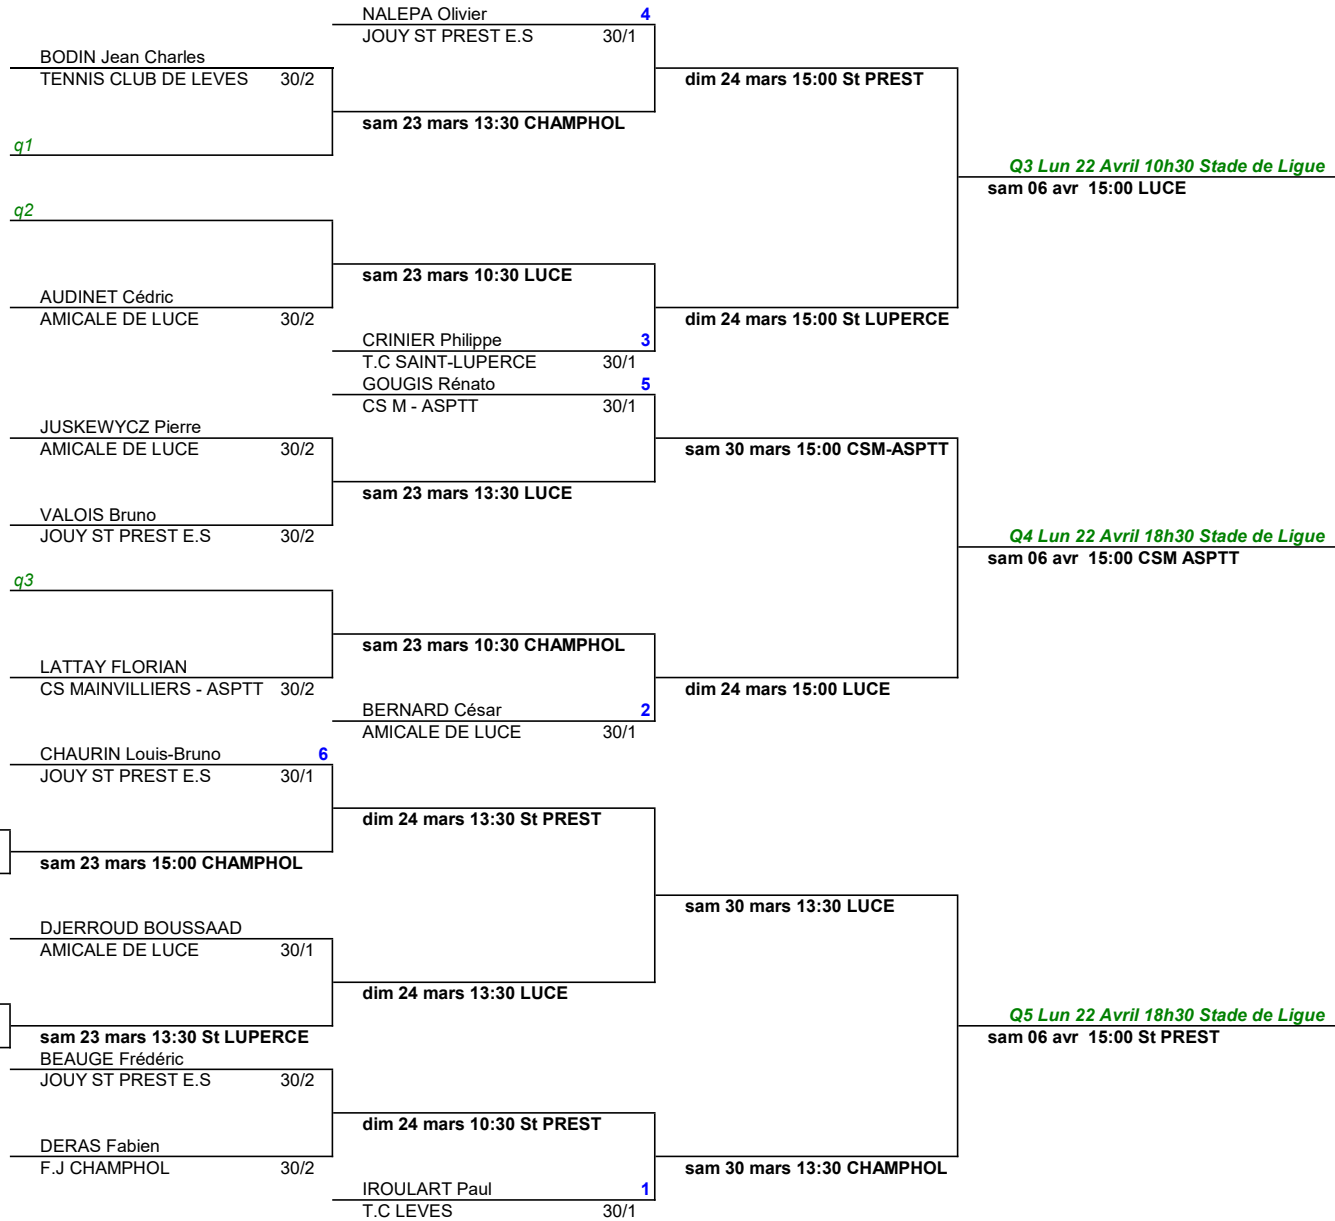 NALEPA Olivier 4
JOUY ST PREST E.S 30/1
BODIN Jean Charles
TENNIS CLUB DE LEVES 30/2
dim 24 mars 15:00 St PREST
sam 23 mars 13:30 CHAMPHOL
q1
Q3 Lun 22 Avril 10h30 Stade de Ligue
sam 06 avr 15:00 LUCE
q2
sam 23 mars 10:30 LUCE
AUDINET Cédric
AMICALE DE LUCE 30/2
dim 24 mars 15:00 St LUPERCE
CRINIER Philippe 3
T.C SAINT-LUPERCE 30/1
GOUGIS Rénato 5
CS M - ASPTT 30/1
JUSKEWYCZ Pierre
AMICALE DE LUCE 30/2
sam 30 mars 15:00 CSM-ASPTT
sam 23 mars 13:30 LUCE
VALOIS Bruno
JOUY ST PREST E.S 30/2
Q4 Lun 22 Avril 18h30 Stade de Ligue
sam 06 avr 15:00 CSM ASPTT
q3
sam 23 mars 10:30 CHAMPHOL
LATTAY FLORIAN
CS MAINVILLIERS - ASPTT 30/2
dim 24 mars 15:00 LUCE
BERNARD César 2
AMICALE DE LUCE 30/1
CHAURIN Louis-Bruno 6
JOUY ST PREST E.S 30/1
dim 24 mars 13:30 St PREST
sam 23 mars 15:00 CHAMPHOL
sam 30 mars 13:30 LUCE
DJERROUD BOUSSAAD
AMICALE DE LUCE 30/1
dim 24 mars 13:30 LUCE
Q5 Lun 22 Avril 18h30 Stade de Ligue
sam 23 mars 13:30 St LUPERCE
sam 06 avr 15:00 St PREST
BEAUGE Frédéric
JOUY ST PREST E.S 30/2
dim 24 mars 10:30 St PREST
DERAS Fabien
F.J CHAMPHOL 30/2
sam 30 mars 13:30 CHAMPHOL
IROULART Paul 1
T.C LEVES 30/1